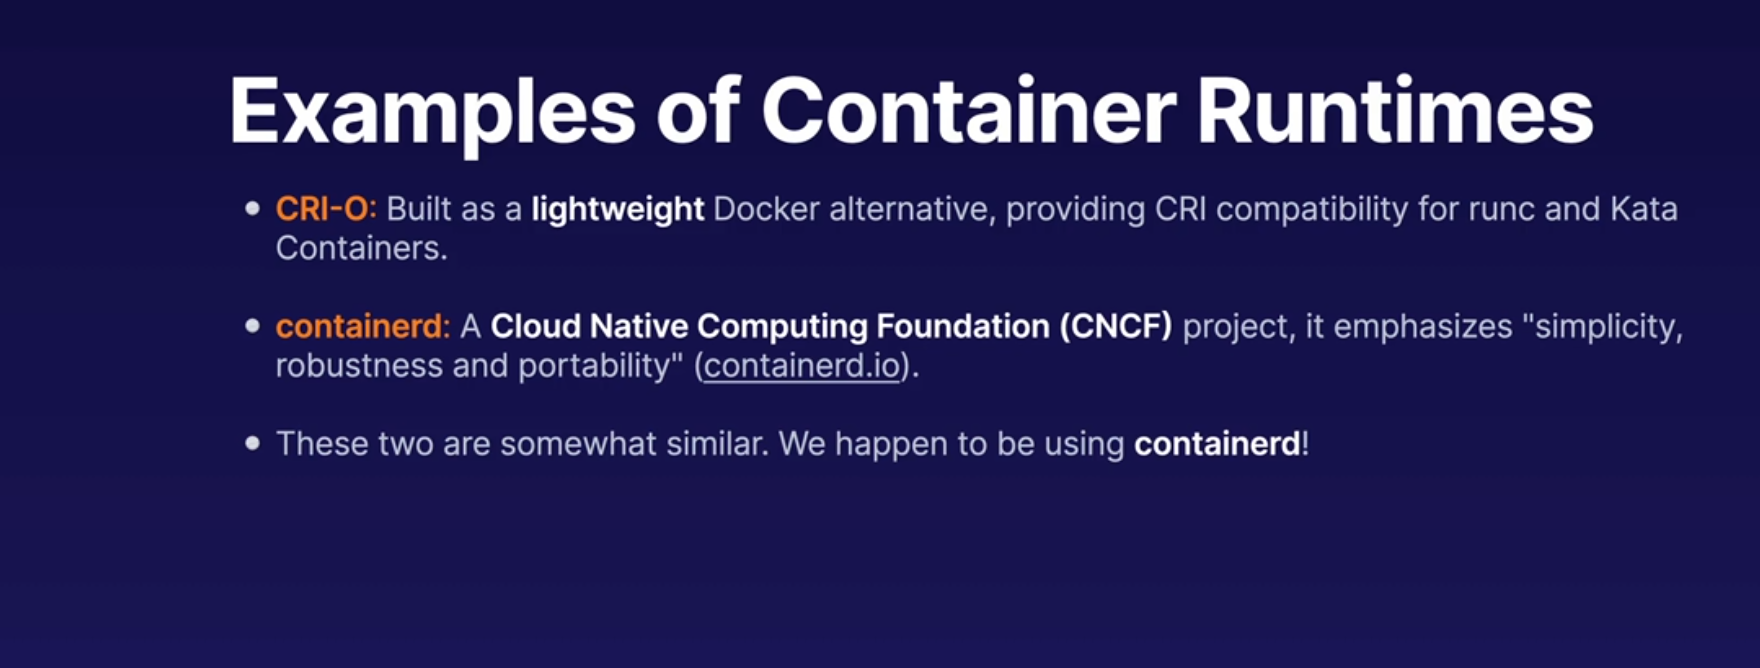 Examples of Container Runtimes
• CRI-O: Built as a lightweight Docker alternative, providing CRI compatibility for runc and Kata
Containers.
• containerd: A Cloud Native Computing Foundation (CNCF) project, it emphasizes "simplicity,
robustness and portability" (containerd.io).
• These two are somewhat similar. We happen to be using containerd!